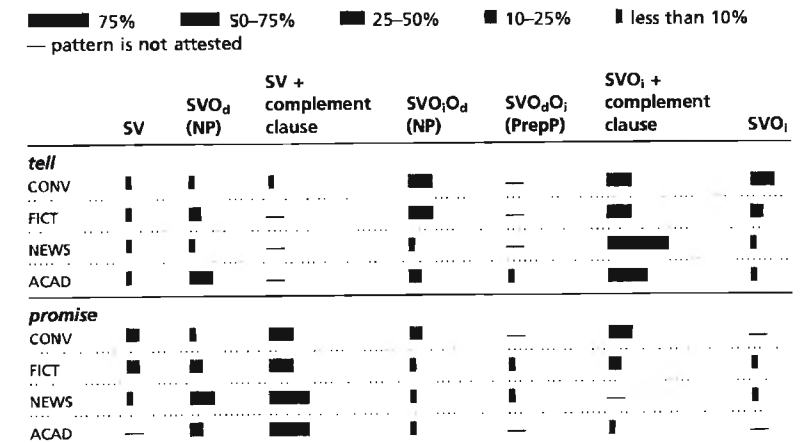 75% 50–75% 25–50% 10–25% less than 10%
— pattern is not attested
SV SVOd (NP) SV + complement clause SVOiOd (NP) SVOdOi (PrepP) SVOi + complement clause SVOi
tell
CONV —
FICT — —
NEWS — —
ACAD —
promise
CONV — —
FICT
NEWS —
ACAD — — —